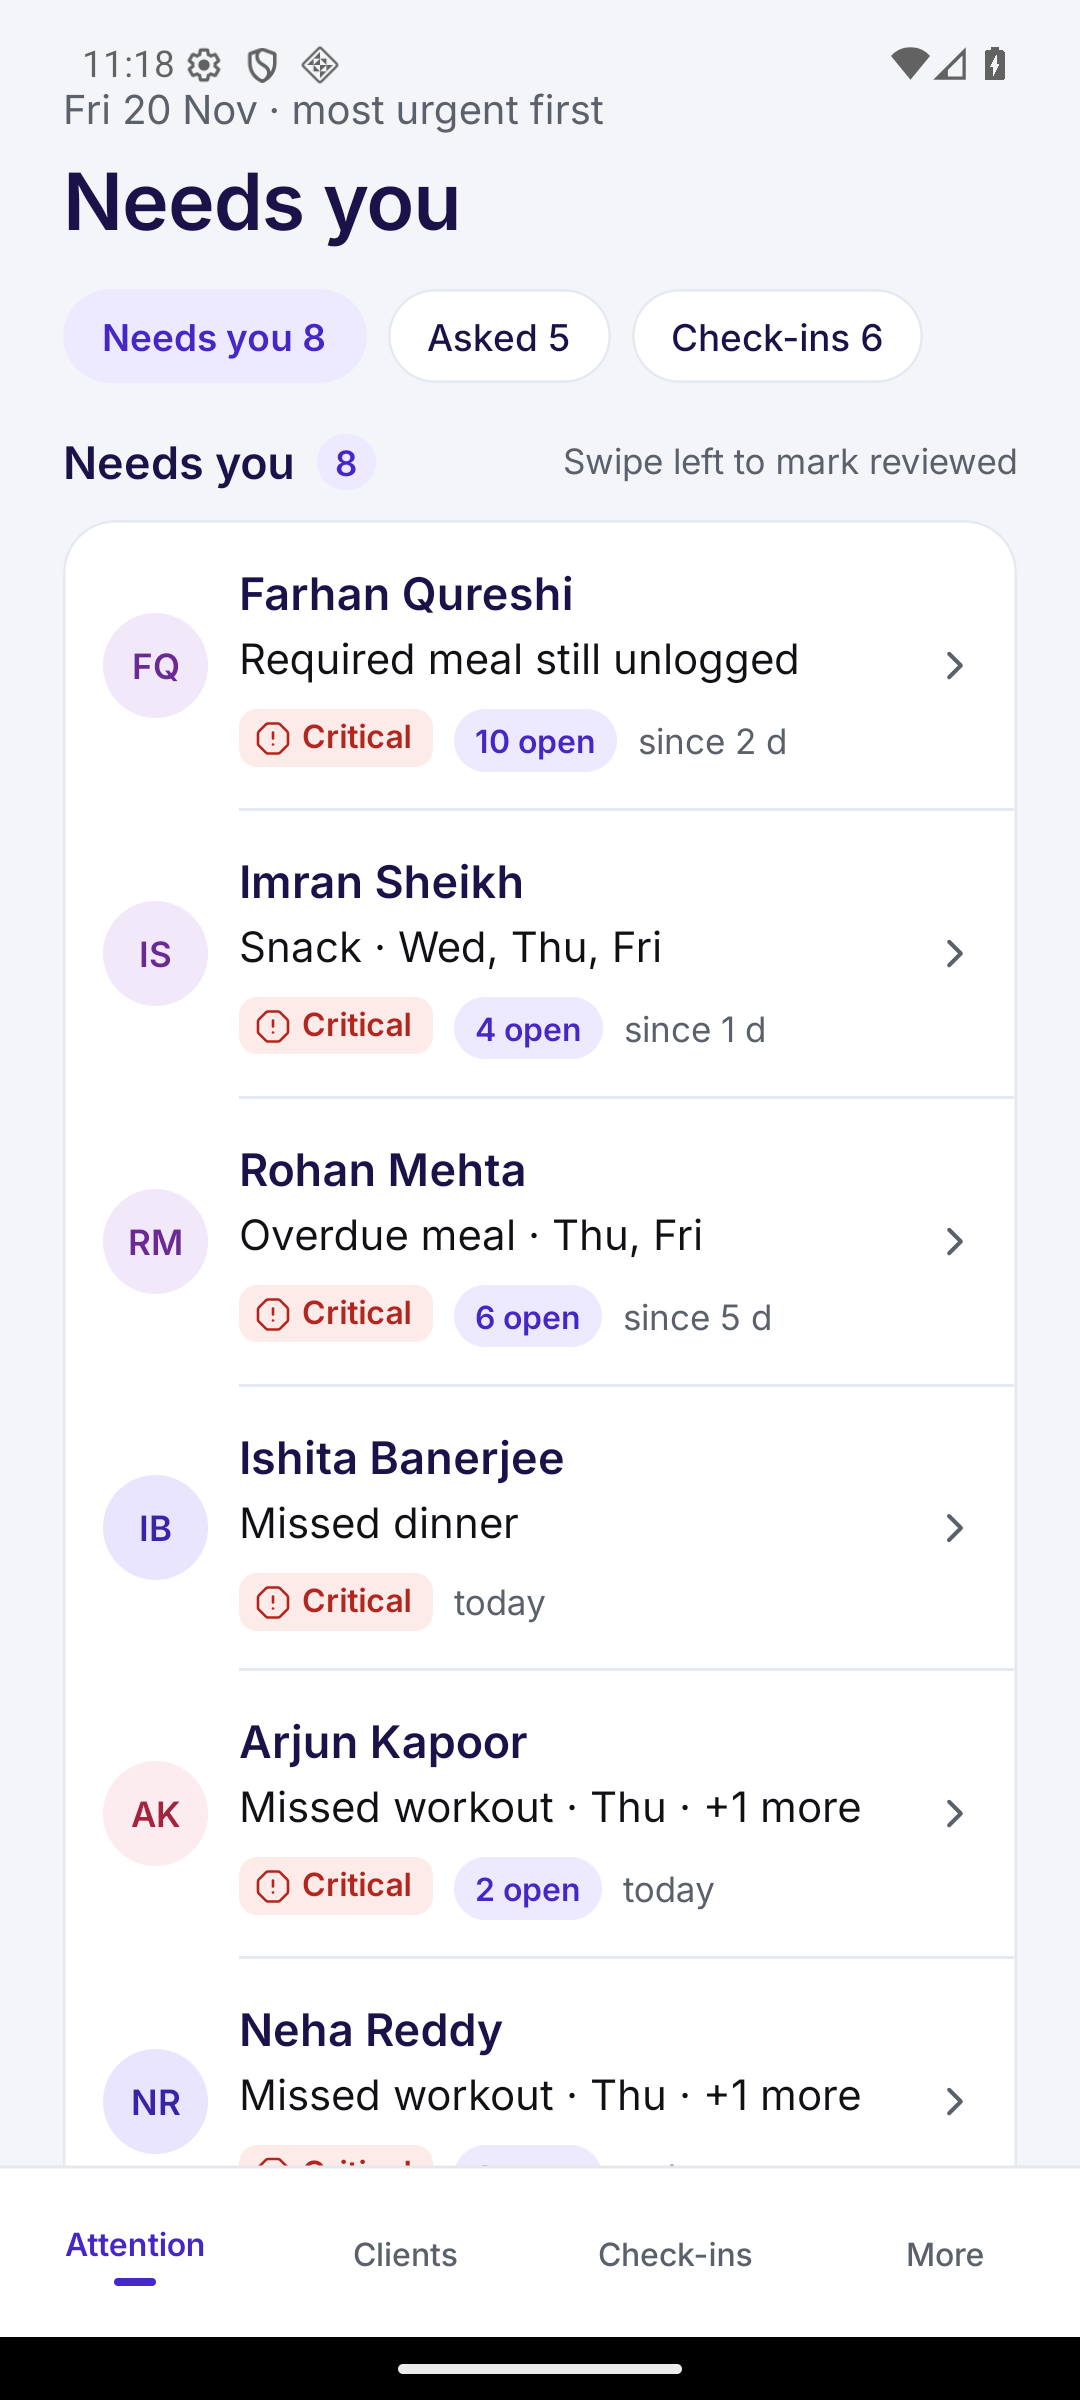 11:18
Fri 20 Nov · most urgent first
Needs you
Needs you 8
Asked 5
Check-ins 6
Needs you 8
Swipe left to mark reviewed
FQ
Farhan Qureshi
Required meal still unlogged
Critical 10 open since 2 d
IS
Imran Sheikh
Snack · Wed, Thu, Fri
Critical 4 open since 1 d
RM
Rohan Mehta
Overdue meal · Thu, Fri
Critical 6 open since 5 d
IB
Ishita Banerjee
Missed dinner
Critical today
AK
Arjun Kapoor
Missed workout · Thu · +1 more
Critical 2 open today
NR
Neha Reddy
Missed workout · Thu · +1 more
Attention
Clients
Check-ins
More